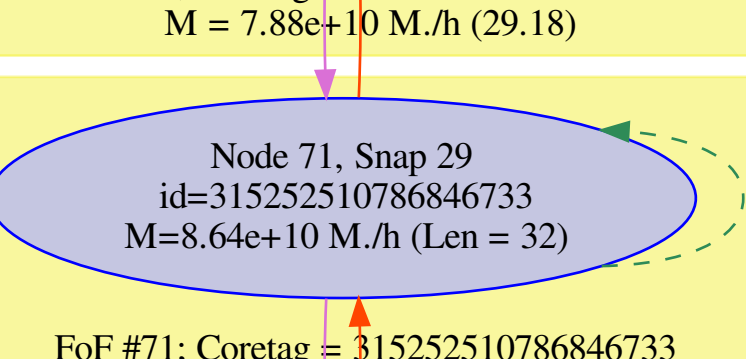 M = 7.88e+10 M./h (29.18)
Node 71, Snap 29
id=315252510786846733
M=8.64e+10 M./h (Len = 32)
FoF #71; Coretag = 315252510786846733